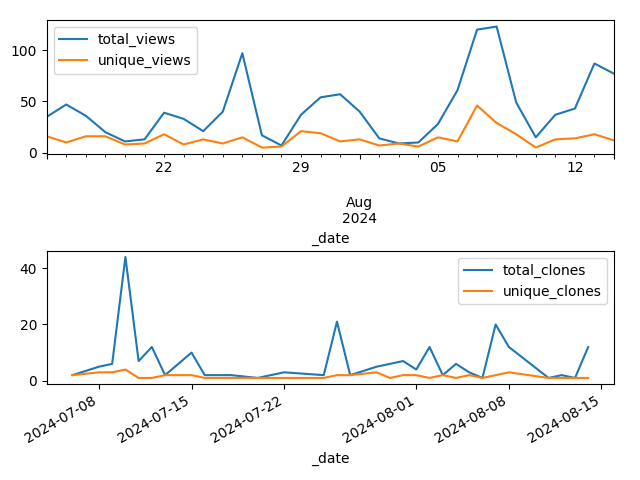 total_views
unique_views
100
50
0
22 29 05 12
Aug
2024
_date
total_clones
unique_clones
40
20
0
2024-07-08 2024-07-15 2024-07-22 2024-08-01 2024-08-08 2024-08-15
_date